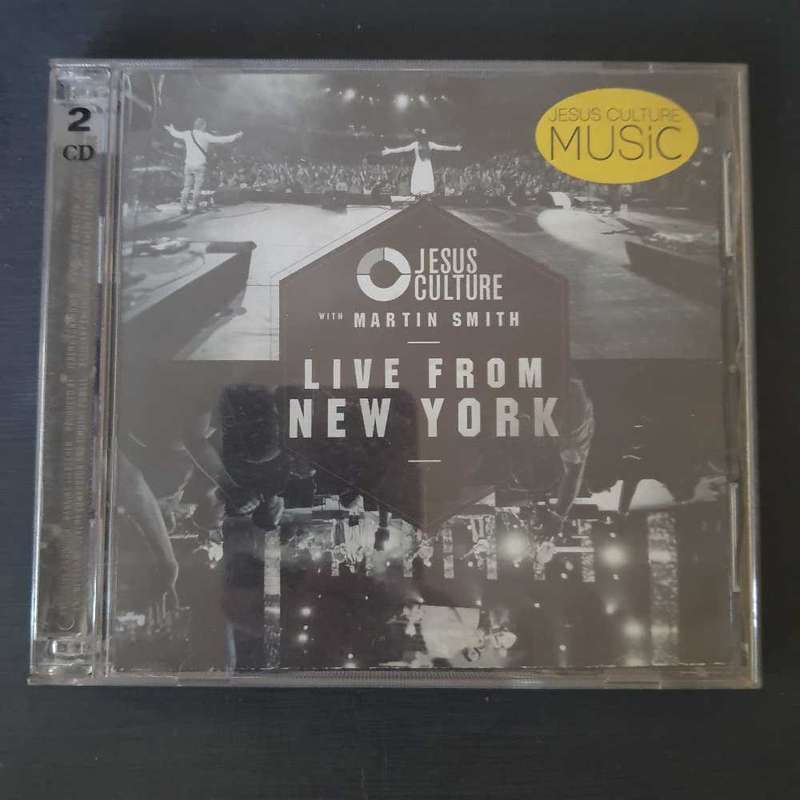 2
CD
JESUS CULTURE
MUSiC
JESUS
CULTURE
WITH MARTIN SMITH
LIVE FROM
NEW YORK